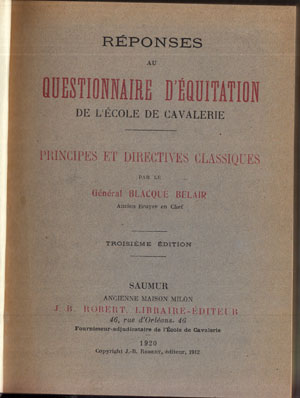 RÉPONSES
AU
QUESTIONNAIRE D'ÉQUITATION
DE L'ÉCOLE DE CAVALERIE
PRINCIPES ET DIRECTIVES CLASSIQUES
PAR LE
Général BLACQUE BELAIR
Ancien Écuyer en Chef
TROISIÈME ÉDITION
SAUMUR
ANCIENNE MAISON MILON
J. B. ROBERT, LIBRAIRE-ÉDITEUR
46, rue d'Orléans, 46
Fournisseur-adjudicataire de l'École de Cavalerie
1920
Copyright J.-B. Robert, éditeur, 1912